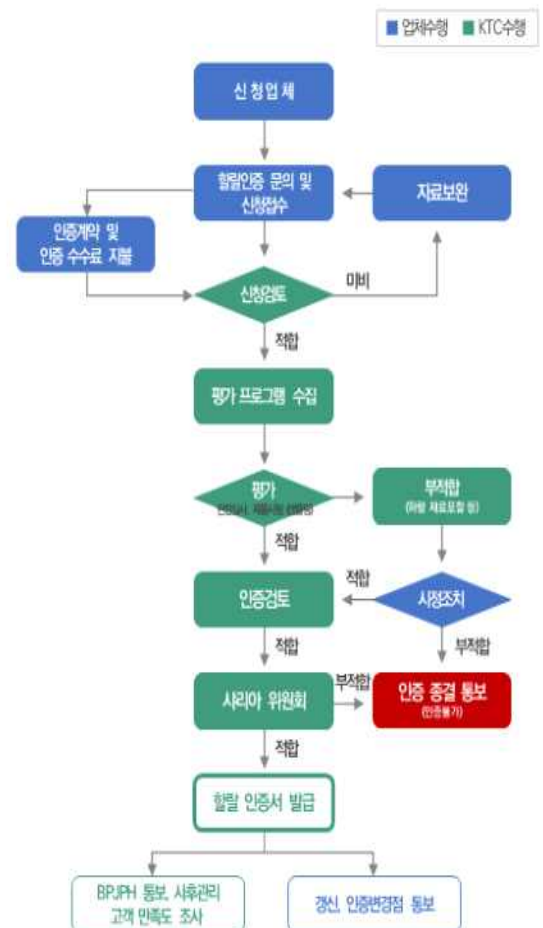 업체수행 KTC수행
신청업체
할랄인증 문의 및
신청접수
자료보완
인증계약 및
인증 수수료 지불
신청검토
미비
적합
평가 프로그램 수집
평가
부적합
적합
인증검토
적합
시정조치
적합
부적합
샤리아 위원회
부적합
인증 종결 통보
(인증불가)
적합
할랄 인증서 발급
BPJPH 통보, 사후관리
고객 만족도 조사
갱신, 인증변경점 통보